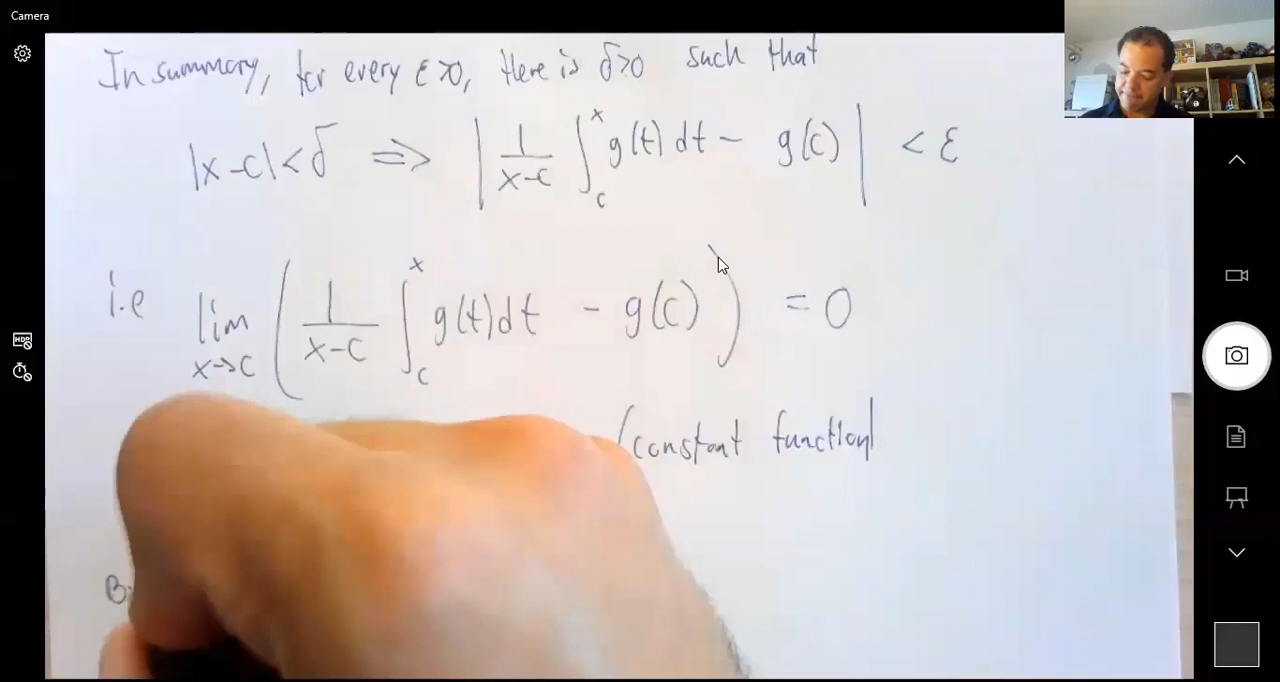 Camera
In summary, for every ε>0, there is δ>0 such that
|x-c|<δ ⇒ | 1/(x-c) ∫_c^x g(t) dt - g(c) | < ε
i.e lim_{x→c} ( 1/(x-c) ∫_c^x g(t)dt - g(c) ) = 0
(constant function)